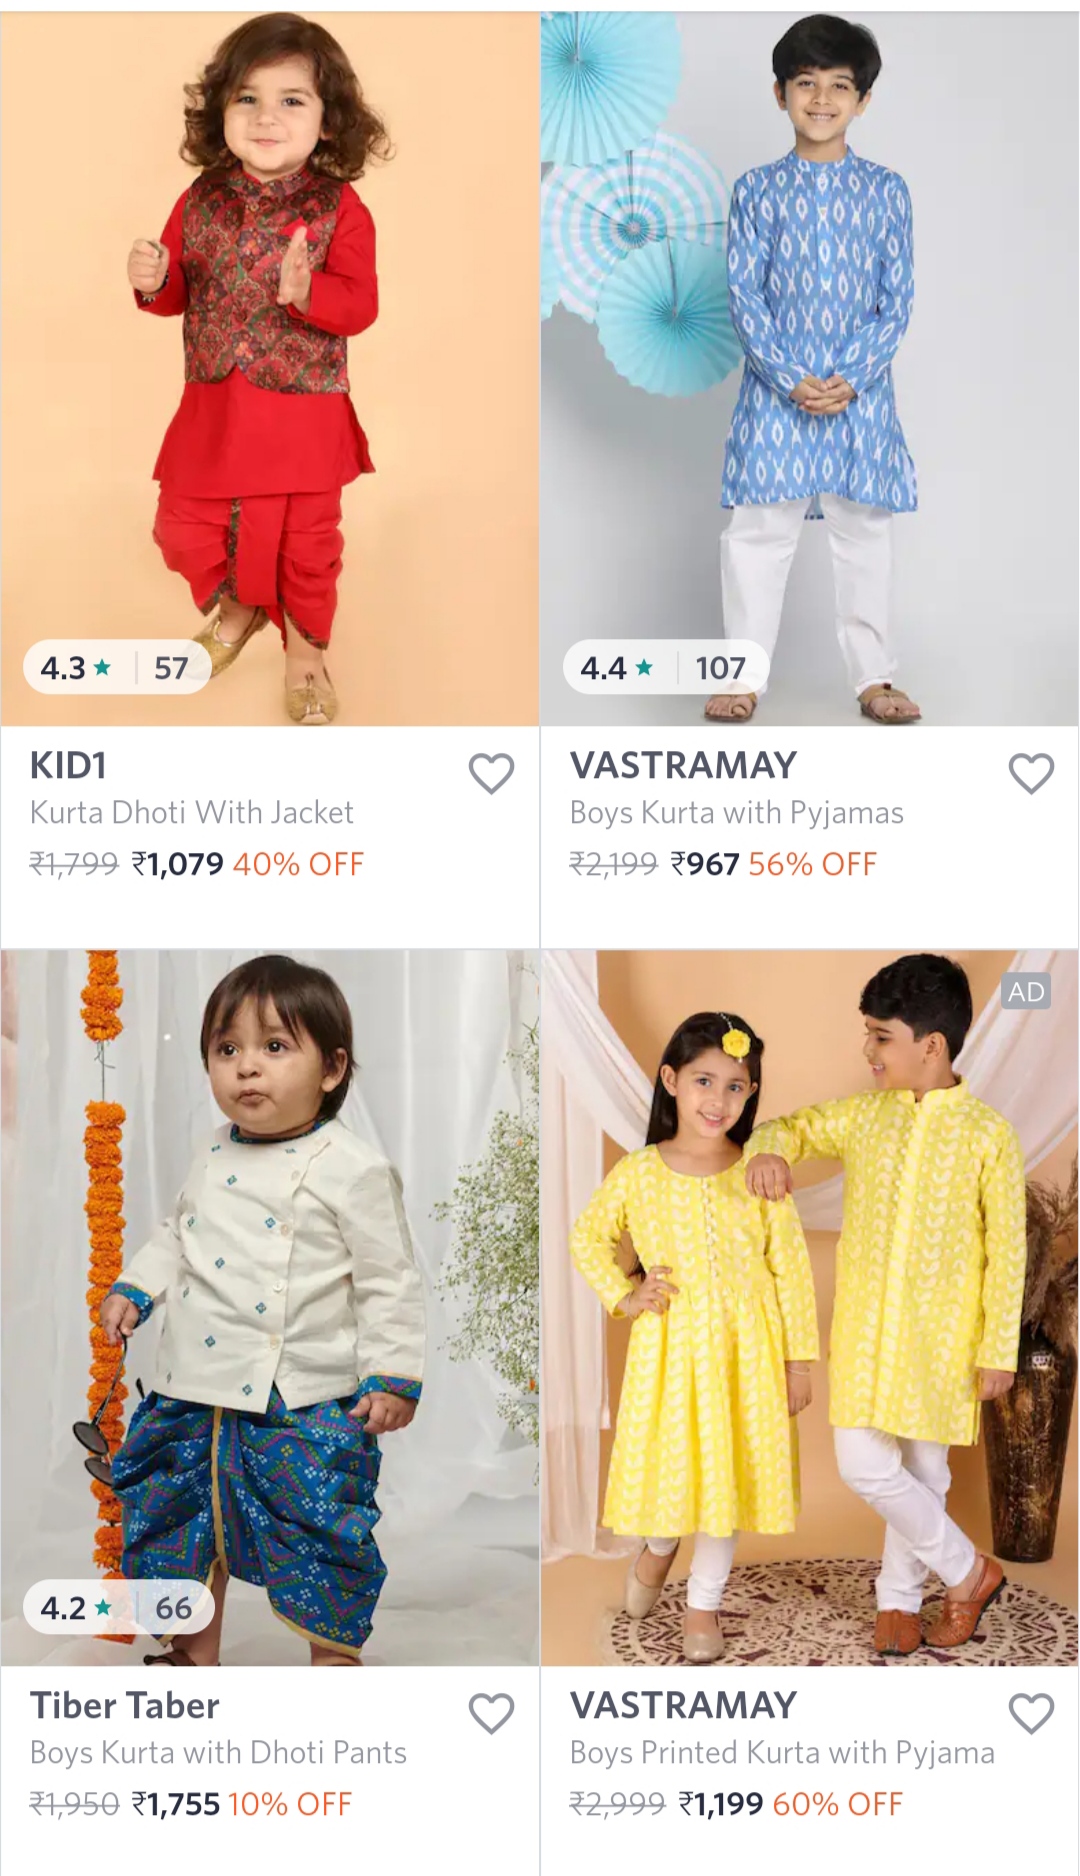 4.3 ★ | 57
KID1
Kurta Dhoti With Jacket
₹1,799 ₹1,079 40% OFF
4.4 ★ | 107
VASTRAMAY
Boys Kurta with Pyjamas
₹2,199 ₹967 56% OFF
4.2 ★ | 66
Tiber Taber
Boys Kurta with Dhoti Pants
₹1,950 ₹1,755 10% OFF
AD
VASTRAMAY
Boys Printed Kurta with Pyjama
₹2,999 ₹1,199 60% OFF